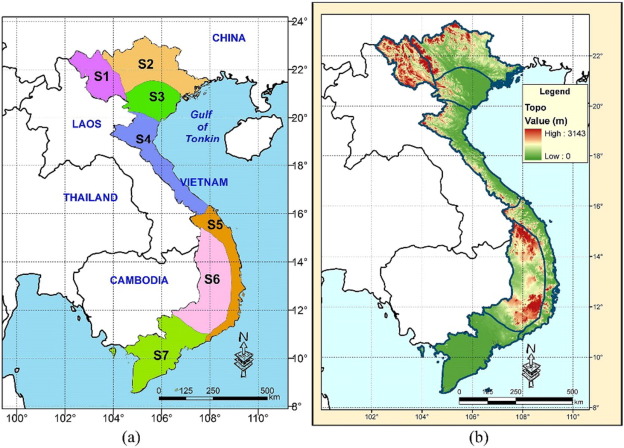 (a)
24°
22°
20°
18°
16°
14°
12°
10°
8°
100°
102°
104°
106°
108°
110°
CHINA
S1
S2
S3
Gulf
of
Tonkin
LAOS
S4
VIETNAM
THAILAND
S5
CAMBODIA
S6
S7
N
0
125
250
500
km
(b)
22°
20°
18°
16°
14°
12°
10°
8°
102°
104°
106°
108°
110°
Legend
Topo
Value (m)
High : 3143
Low : 0
N
0
125
250
500
km